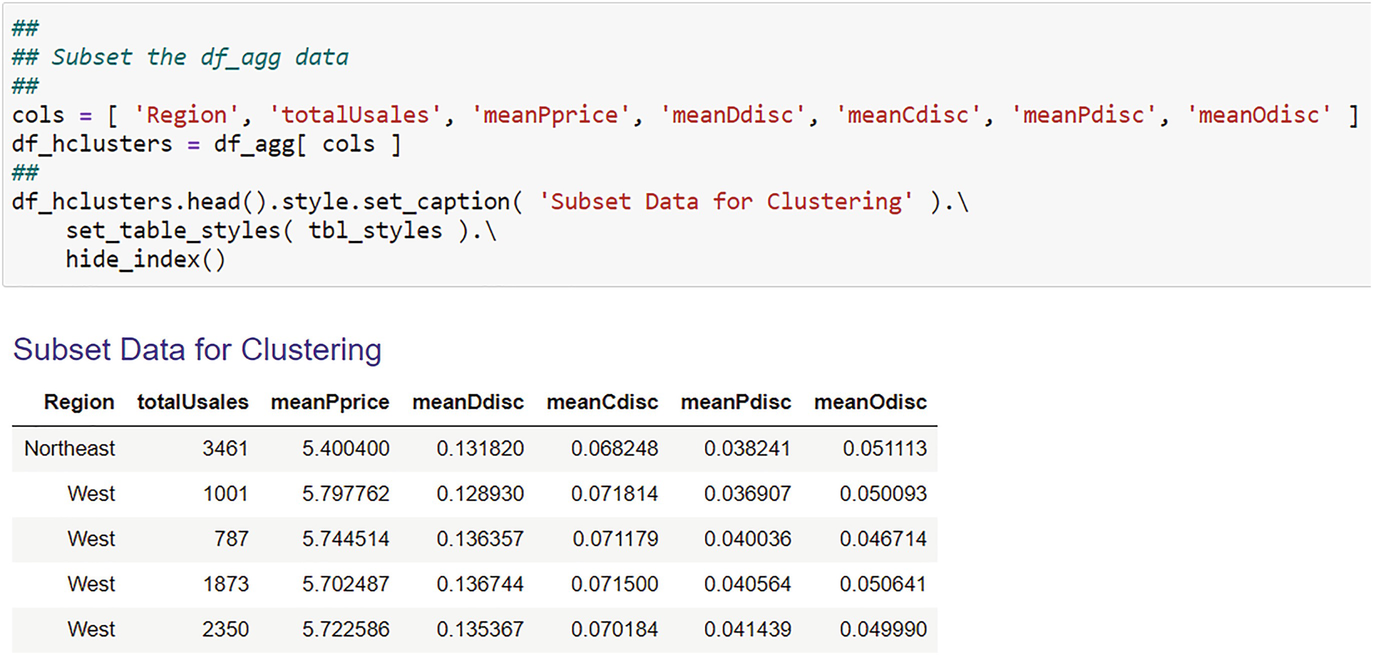 ##
## Subset the df_agg data
##
cols = [ 'Region', 'totalUsales', 'meanPprice', 'meanDdisc', 'meanCdisc', 'meanPdisc', 'meanOdisc' ]
df_hclusters = df_agg[ cols ]
##
df_hclusters.head().style.set_caption( 'Subset Data for Clustering' ).\
    set_table_styles( tbl_styles ).\
    hide_index()
Subset Data for Clustering
Region totalUsales meanPprice meanDdisc meanCdisc meanPdisc meanOdisc
Northeast 3461 5.400400 0.131820 0.068248 0.038241 0.051113
West 1001 5.797762 0.128930 0.071814 0.036907 0.050093
West 787 5.744514 0.136357 0.071179 0.040036 0.046714
West 1873 5.702487 0.136744 0.071500 0.040564 0.050641
West 2350 5.722586 0.135367 0.070184 0.041439 0.049990